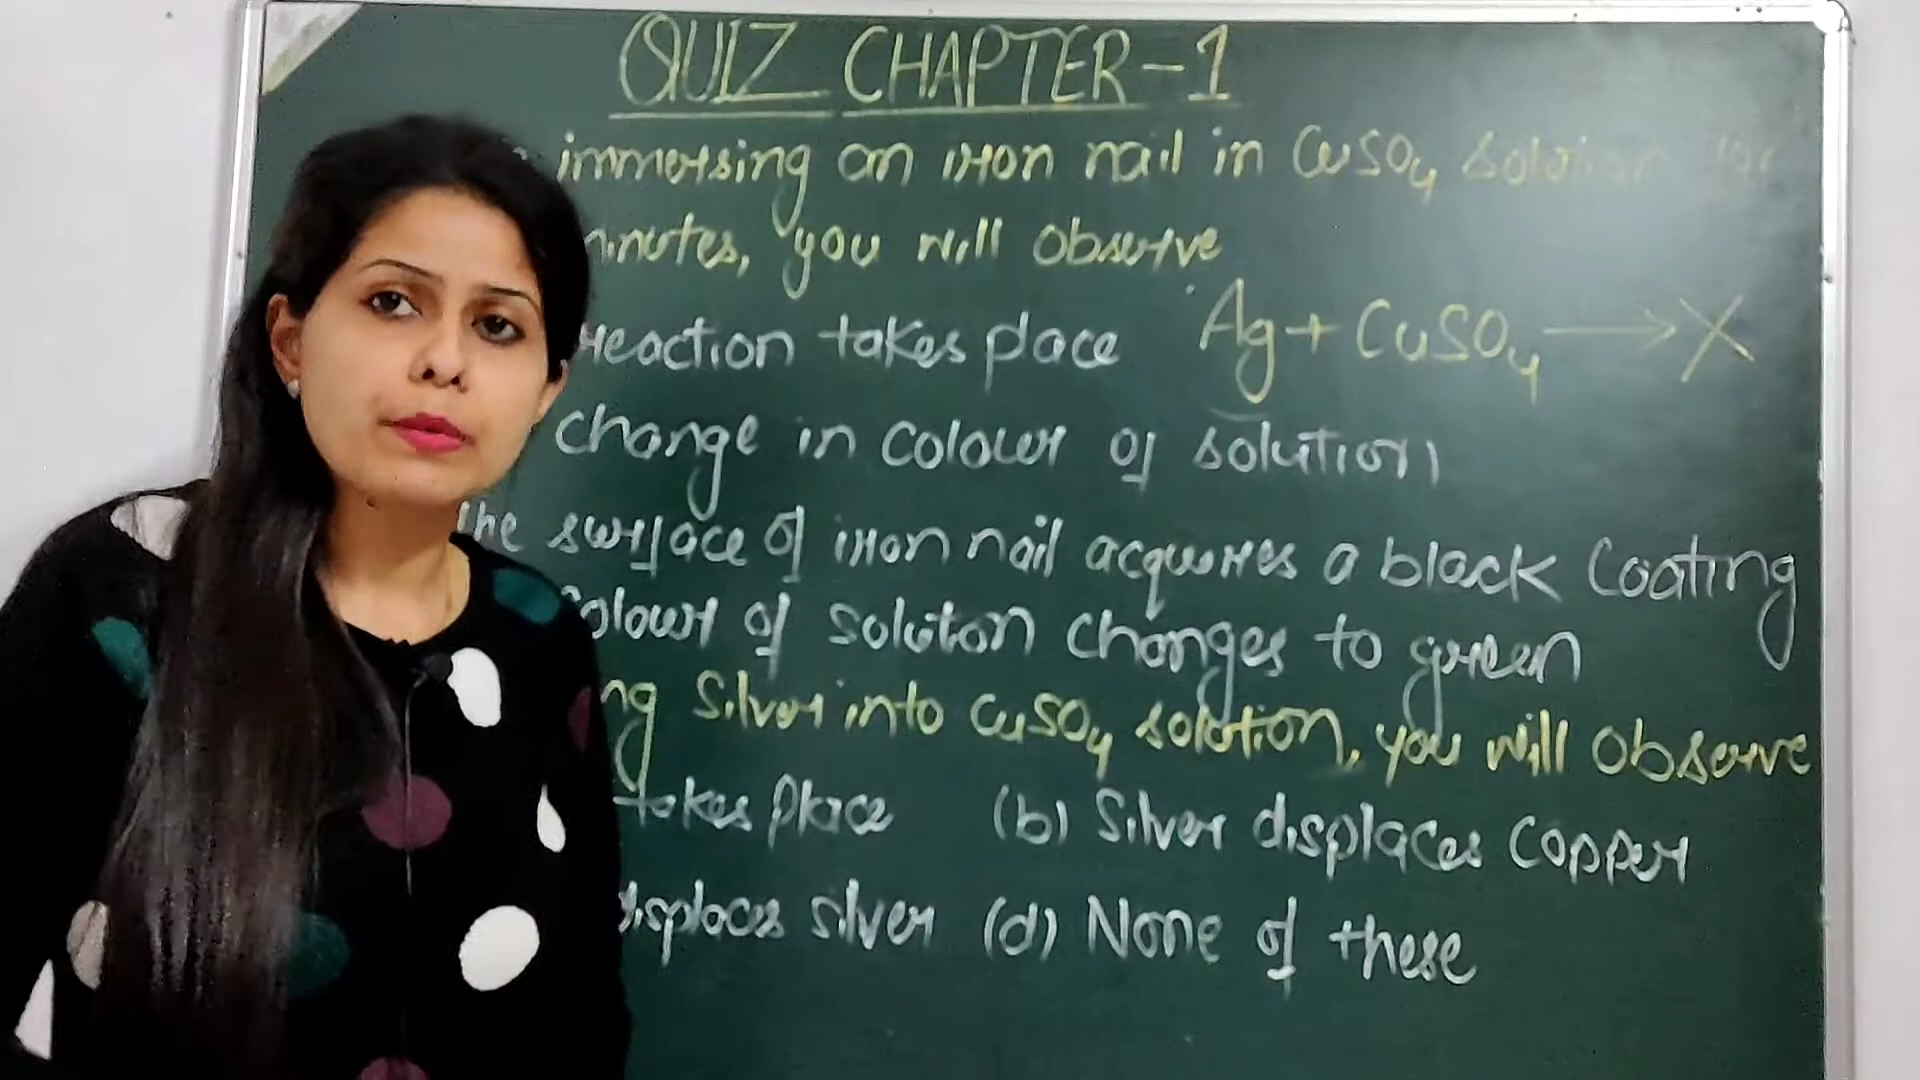 QUIZ CHAPTER-1
immersing an iron nail in CuSO4 solution
minutes, you will observe
reaction takes place
Ag + CuSO4 → X
change in colour of solution
the surface of iron nail acquires a black coating
colour of soluton changes to green
ng Silver into CuSO4 solution, you will observe
takes place (b) Silver displaces copper
displaces silver (d) None of these